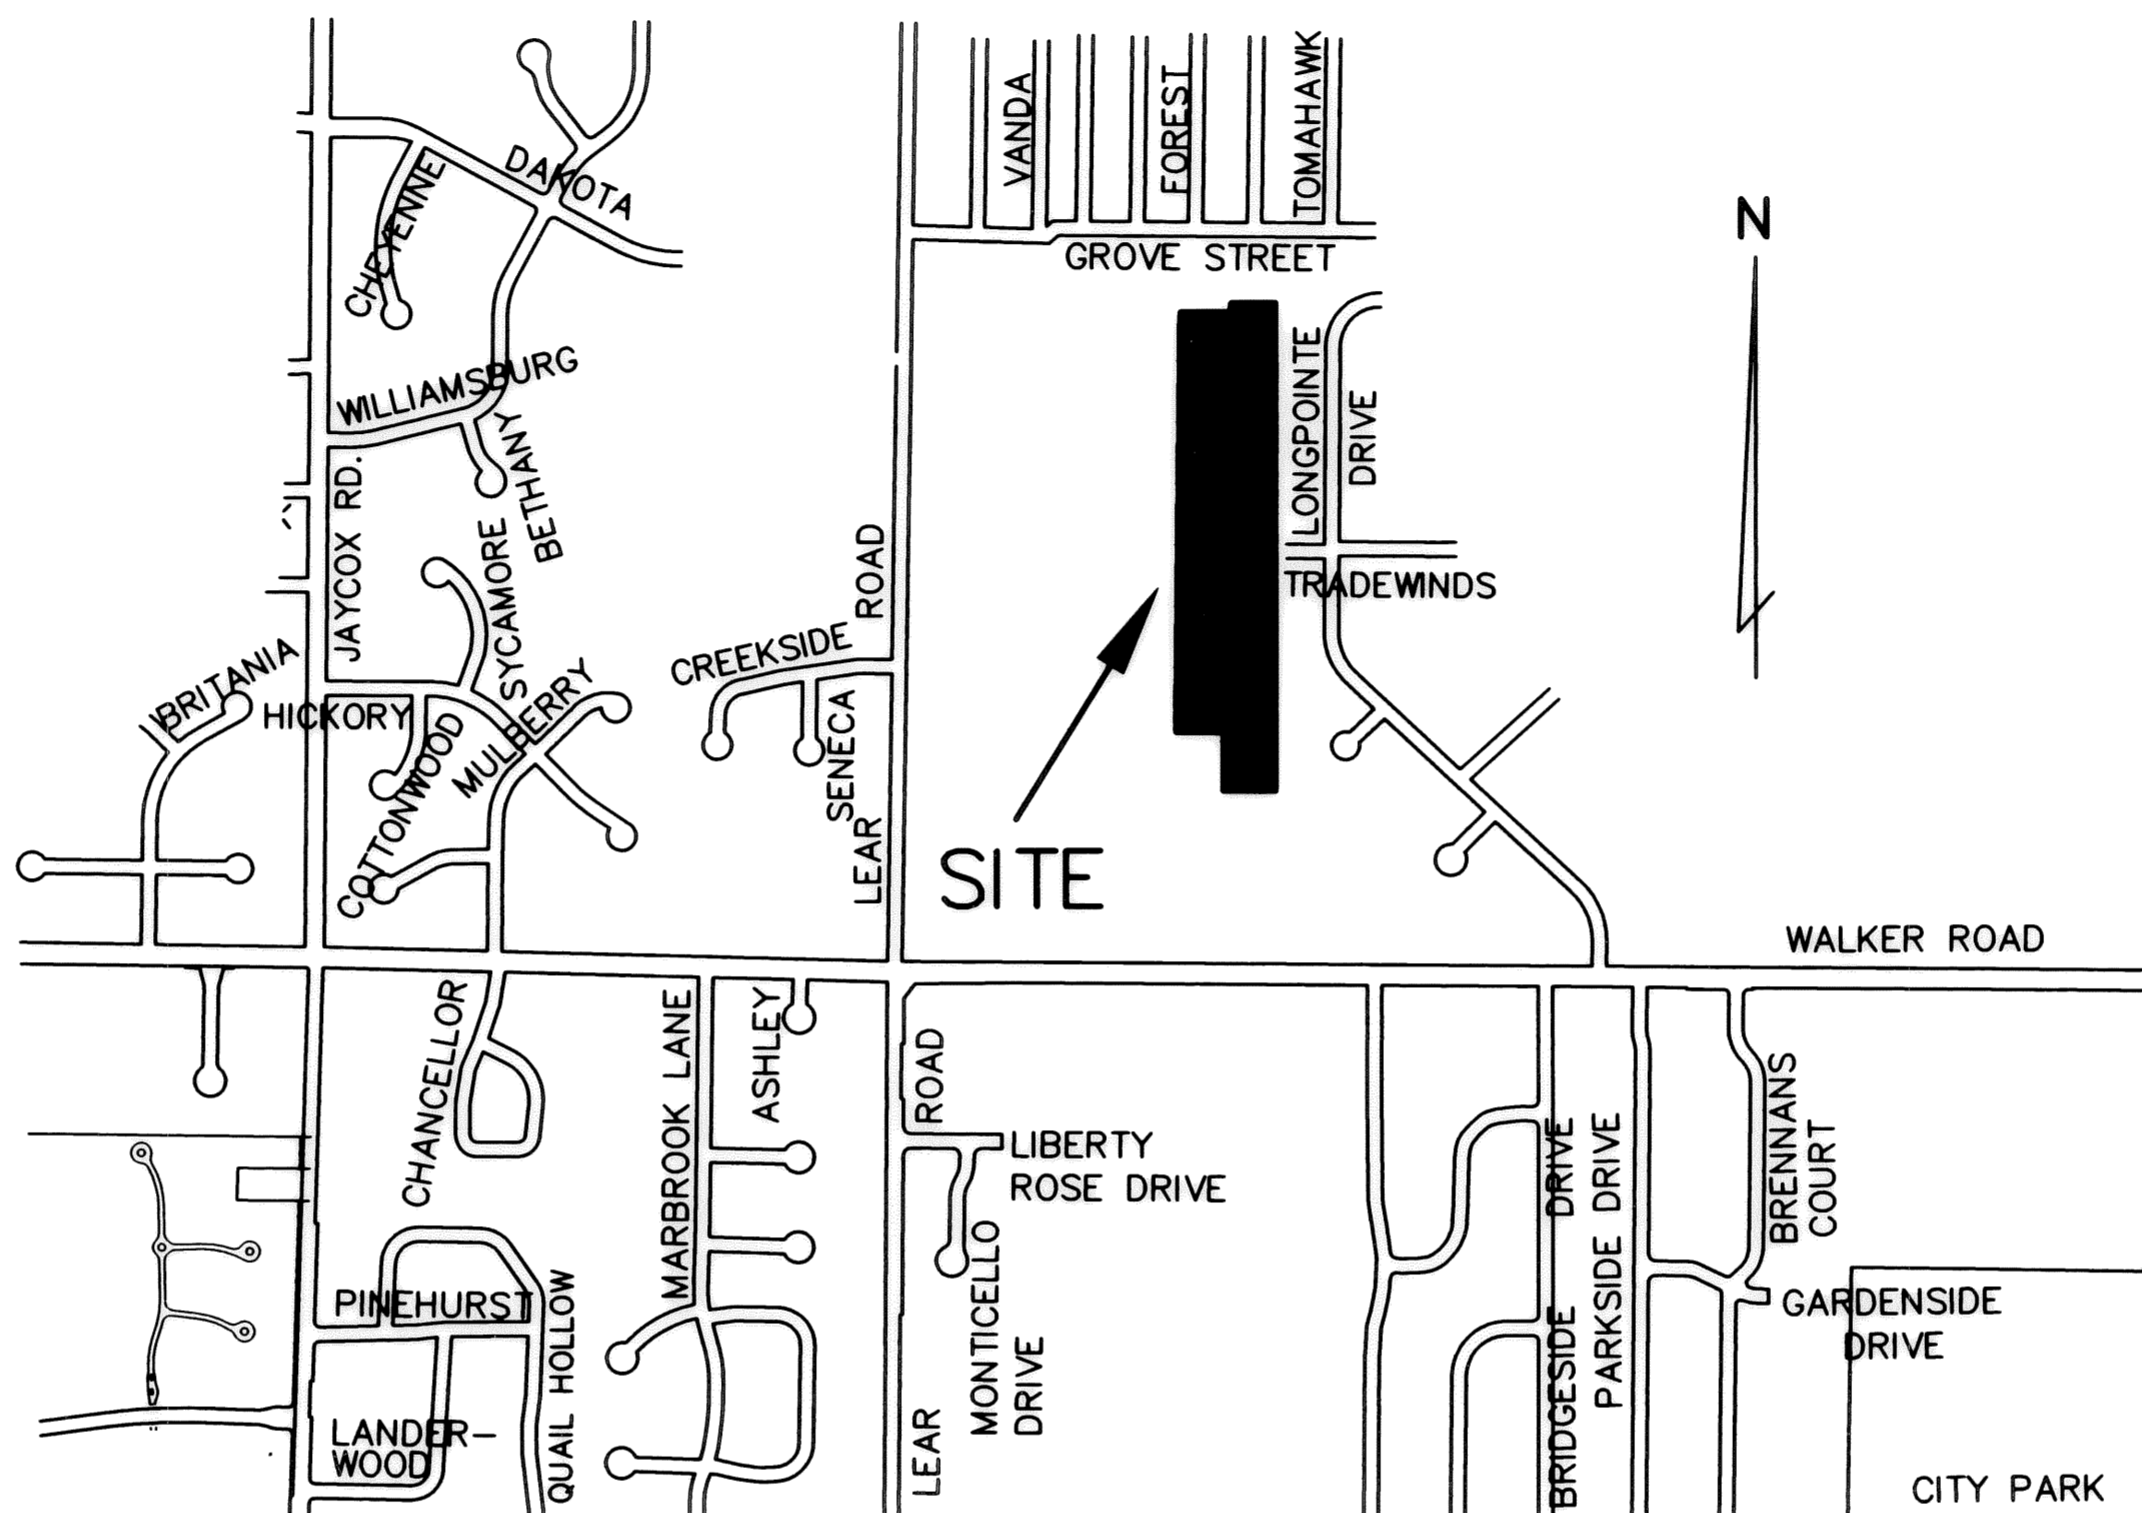 VANDA
FOREST
TOMAHAWK
DAKOTA
CHEYENNE
N
GROVE STREET
WILLIAMSBURG
LONGPOINTE
DRIVE
BETHANY
JAYCOX RD.
SYCAMORE
ROAD
TRADEWINDS
CREEKSIDE
BRITANIA
HICKORY
MULBERRY
COTTONWOOD
SENECA
LEAR
SITE
WALKER ROAD
CHANCELLOR
MARBROOK LANE
ASHLEY
ROAD
LIBERTY
ROSE DRIVE
DRIVE
PARKSIDE DRIVE
BRENNANS
COURT
MONTICELLO
DRIVE
PINEHURST
QUAIL HOLLOW
GARDENSIDE
DRIVE
BRIDGESIDE
LANDER-
WOOD
LEAR
CITY PARK